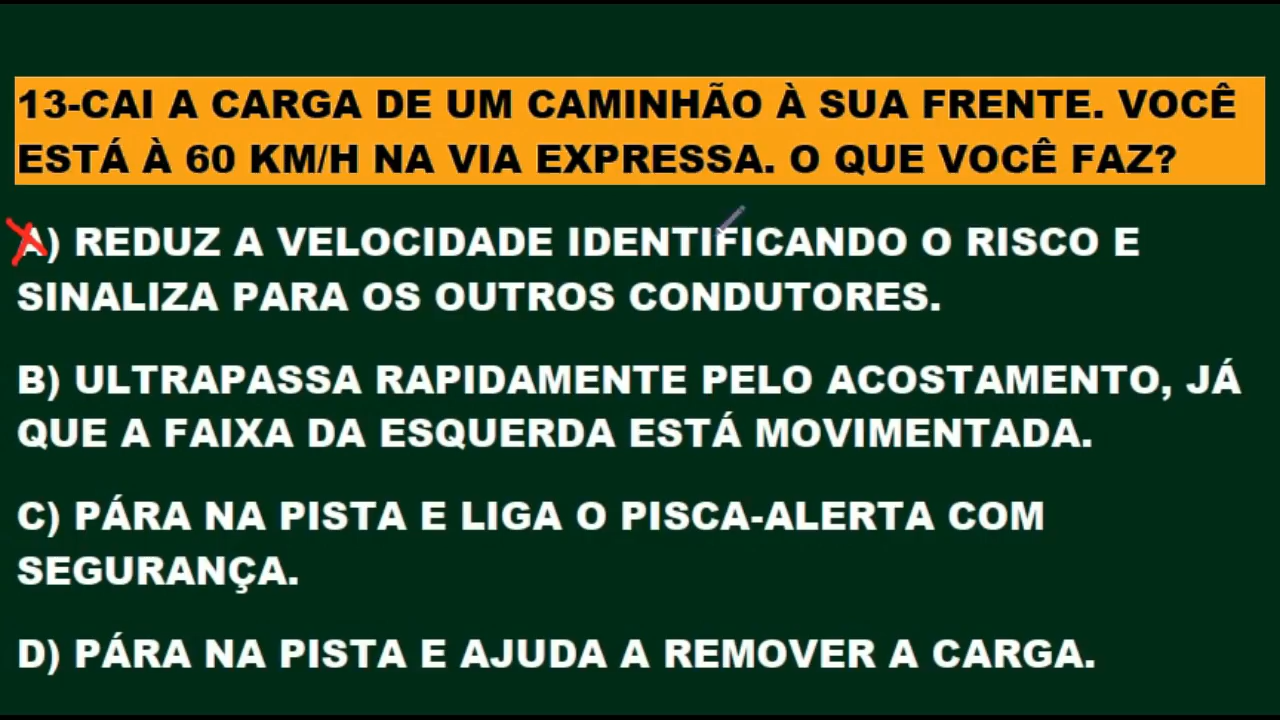 13-CAI A CARGA DE UM CAMINHÃO À SUA FRENTE. VOCÊ
ESTÁ À 60 KM/H NA VIA EXPRESSA. O QUE VOCÊ FAZ?
A) REDUZ A VELOCIDADE IDENTIFICANDO O RISCO E
SINALIZA PARA OS OUTROS CONDUTORES.
B) ULTRAPASSA RAPIDAMENTE PELO ACOSTAMENTO, JÁ
QUE A FAIXA DA ESQUERDA ESTÁ MOVIMENTADA.
C) PÁRA NA PISTA E LIGA O PISCA-ALERTA COM
SEGURANÇA.
D) PÁRA NA PISTA E AJUDA A REMOVER A CARGA.